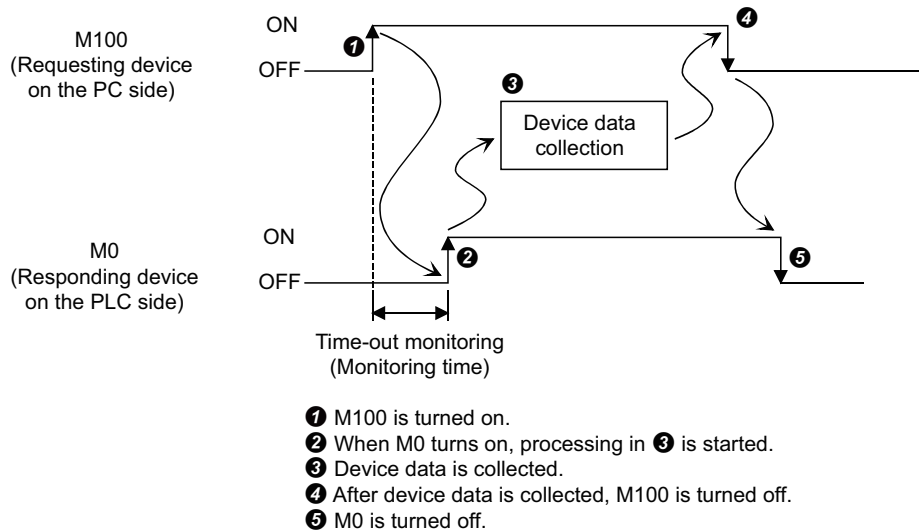 M100
(Requesting device
on the PC side)
ON
OFF
❶
❹
❸
Device data
collection
M0
(Responding device
on the PLC side)
ON
OFF
❷
❺
Time-out monitoring
(Monitoring time)
❶ M100 is turned on.
❷ When M0 turns on, processing in ❸ is started.
❸ Device data is collected.
❹ After device data is collected, M100 is turned off.
❺ M0 is turned off.